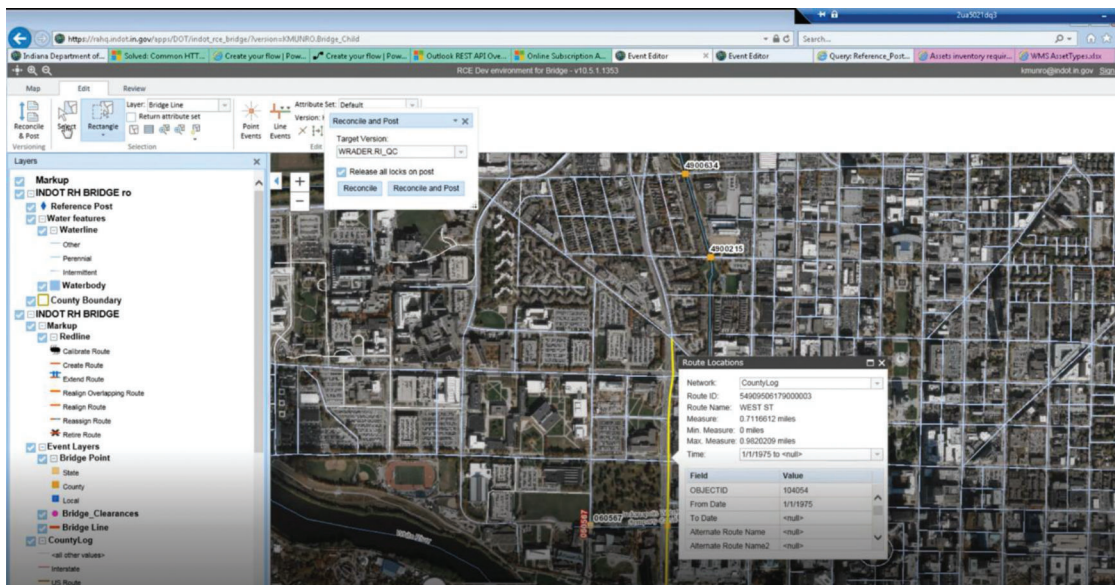 2ua5021dq3
https://rahq.indot.in.gov/apps/DOT/indot_rce_bridge/?version=KMUNRO.Bridge_Child
Search...
Indiana Department of...
Solved: Common HTT...
Create your flow | Pow...
Create your flow | Pow...
Outlook REST API Ove...
Online Subscription A...
Event Editor
Event Editor
Query: Reference_Post...
Assets inventory requir...
WMS AssetTypes.xlsx
RCE Dev environment for Bridge - v10.5.1.1353
kmunro@indot.in.gov Sign
Map Edit Review
Reconcile & Post
Versioning
Select
Rectangle
Layer: Bridge Line
Return attribute set
Selection
Point Events
Line Events
Attribute Set: Default
Version:
Edit
Reconcile and Post
Target Version:
WRADER.RI_QC
Release all locks on post
Reconcile
Reconcile and Post
Layers
Markup
INDOT RH BRIDGE ro
Reference Post
Water features
Waterline
Other
Perennial
Intermittent
Waterbody
County Boundary
INDOT RH BRIDGE
Markup
Redline
Calibrate Route
Create Route
Extend Route
Realign Overlapping Route
Realign Route
Reassign Route
Retire Route
Event Layers
Bridge Point
State
County
Local
Bridge_Clearances
Bridge Line
CountyLog
<all other values>
Interstate
US Route
4900634
4900215
060567
060567
White River
Route Locations
Network: CountyLog
Route ID: 54909506179000003
Route Name: WEST ST
Measure: 0.7116612 miles
Min. Measure: 0 miles
Max. Measure: 0.9820209 miles
Time: 1/1/1975 to <null>
Field Value
OBJECTID 104054
From Date 1/1/1975
To Date <null>
Alternate Route Name <null>
Alternate Route Name2 <null>